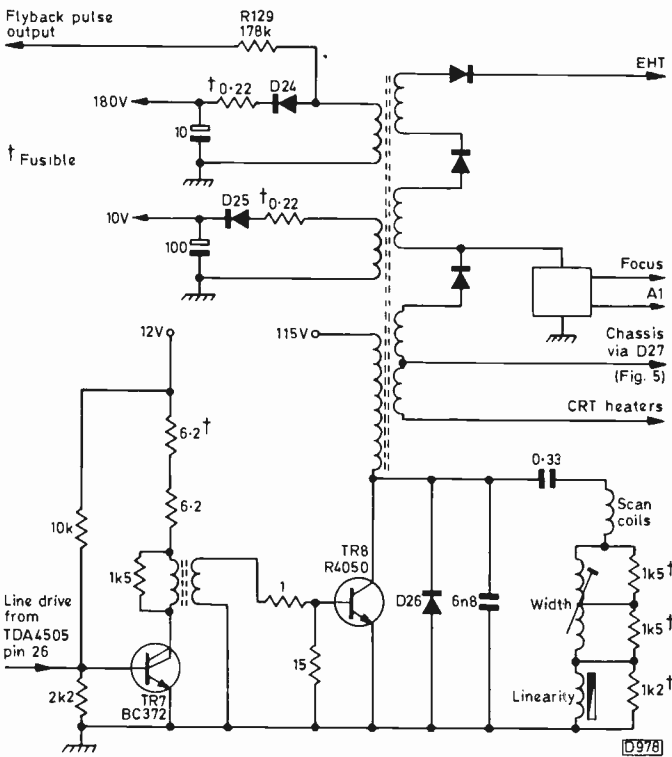 Flyback pulse
output
R129
178k
EHT
†0·22
D24
180V
10
† Fusible
D25
†0·22
10V
100
Focus
A1
12V
115V
Chassis
via D27
(Fig. 5)
CRT heaters
6·2†
0·33
Scan
coils
6·2
10k
1k5
TR8
R4050
1
D26
6n8
1k5†
Width
1k5†
Line drive
from
TDA4505
pin 26
15
Linearity
1k2†
2k2
TR7
BC372
D978